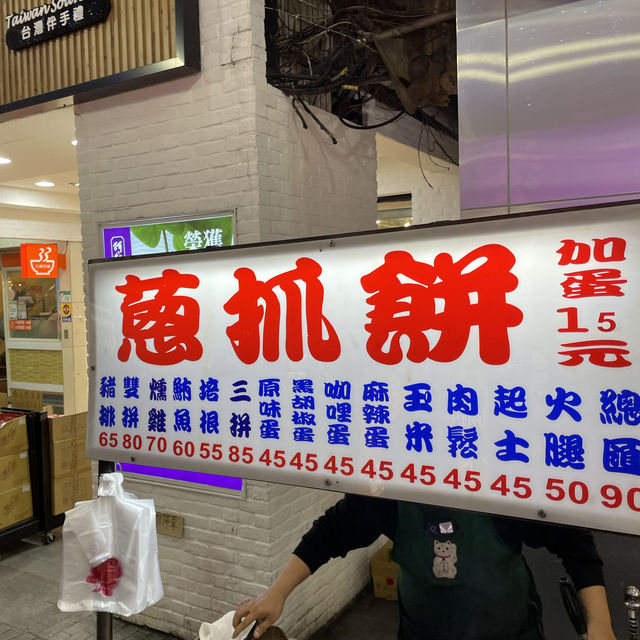 Taiwan Souv
台灣伴手禮
榮獲
蔥抓餅
加蛋15元
豬排 65
雙拼 80
燻雞 70
鮪魚 60
培根 55
三拼 85
原味蛋 45
黑胡椒蛋 45
咖哩蛋 45
麻辣蛋 45
玉米 45
肉鬆 45
起士 45
火腿 50
總匯 90